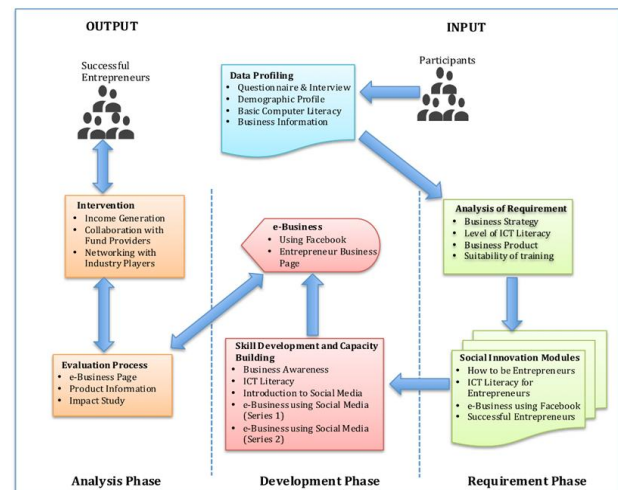 OUTPUT
INPUT
Successful
Entrepreneurs
Participants
Data Profiling
• Questionnaire & Interview
• Demographic Profile
• Basic Computer Literacy
• Business Information
Intervention
• Income Generation
• Collaboration with
Fund Providers
• Networking with
Industry Players
e-Business
• Using Facebook
• Entrepreneur Business
Page
Analysis of Requirement
• Business Strategy
• Level of ICT Literacy
• Business Product
• Suitability of training
Evaluation Process
• e-Business Page
• Product Information
• Impact Study
Skill Development and Capacity
Building
• Business Awareness
• ICT Literacy
• Introduction to Social Media
• e-Business using Social Media
(Series 1)
• e-Business using Social Media
(Series 2)
Social Innovation Modules
• How to be Entrepreneurs
• ICT Literacy for
Entrepreneurs
• e-Business using Facebook
• Successful Entrepreneurs
Analysis Phase
Development Phase
Requirement Phase